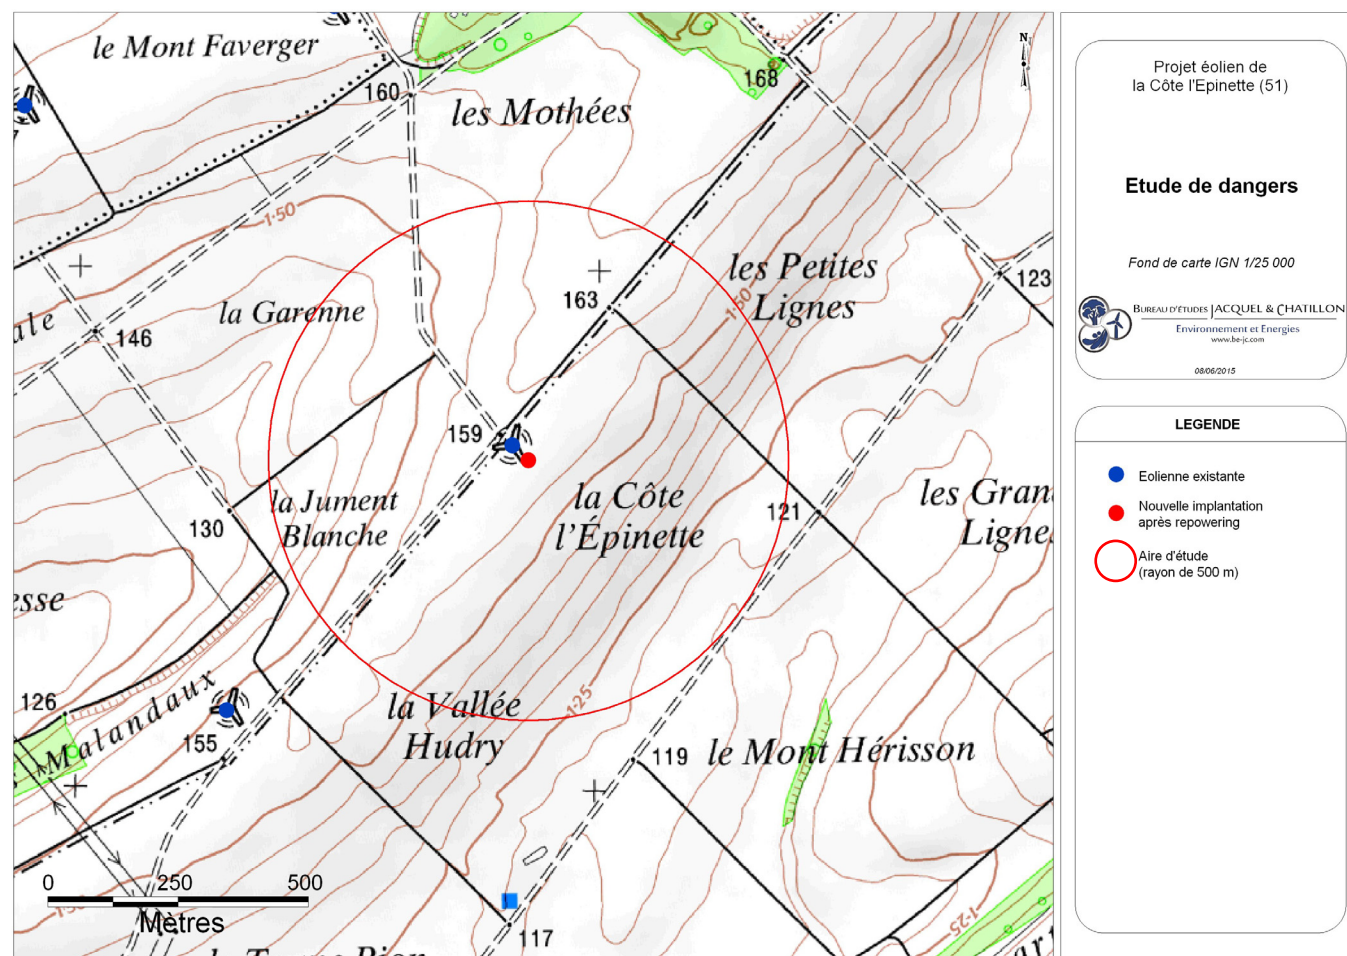 le Mont Faverger
160
les Mothées
168
N
1·50
la Garenne
163
les Petites
Lignes
1·50
123
146
159
la Jument
Blanche
130
la Côte
l'Épinette
121
les Gran
Lignes
esse
126
Malandaux
155
la Vallée
Hudry
1·25
119
le Mont Hérisson
0 250 500
Mètres
117
1·25
Projet éolien de
la Côte l'Epinette (51)
Etude de dangers
Fond de carte IGN 1/25 000
BUREAU D'ÉTUDES JACQUEL & CHATILLON
Environnement et Energies
www.be-jc.com
08/06/2015
LEGENDE
Eolienne existante
Nouvelle implantation
après repowering
Aire d'étude
(rayon de 500 m)